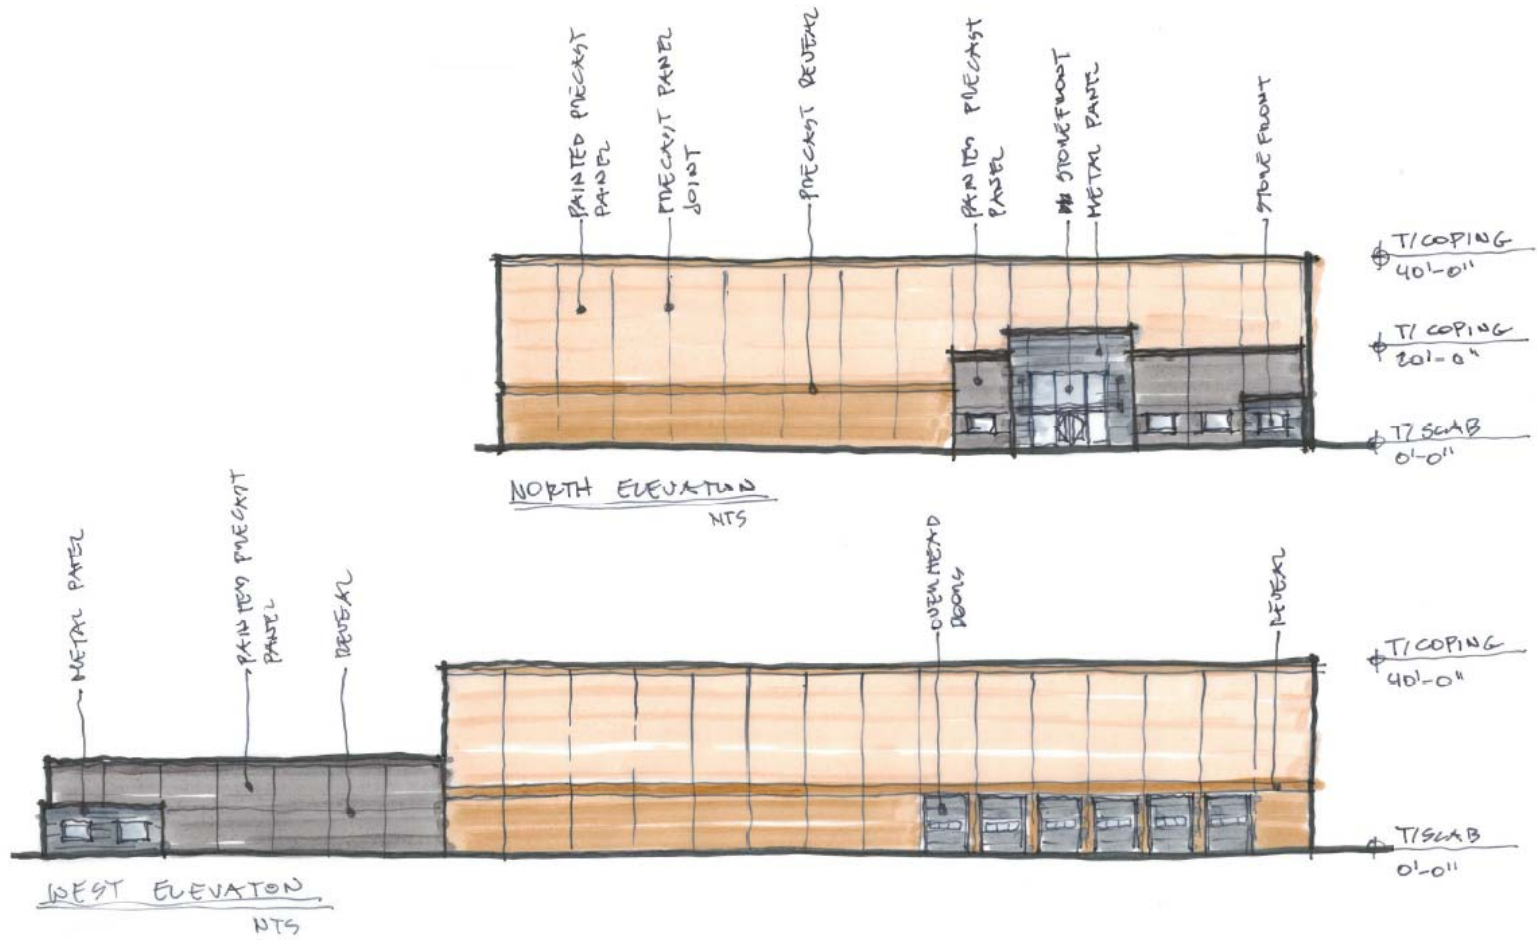 PAINTED PRECAST
PANEL
PRECAST PANEL
JOINT
PRECAST REVEAL
PAINTED PRECAST
PANEL
STOREFRONT
METAL PANEL
STOREFRONT
T/COPING
40'-0"
T/ COPING
20'-0"
T/ SLAB
0'-0"
NORTH ELEVATION
NTS
METAL PANEL
PAINTED PRECAST
PANEL
REVEAL
OVERHEAD
DOORS
REVEAL
T/COPING
40'-0"
T/SLAB
0'-0"
WEST ELEVATON
NTS